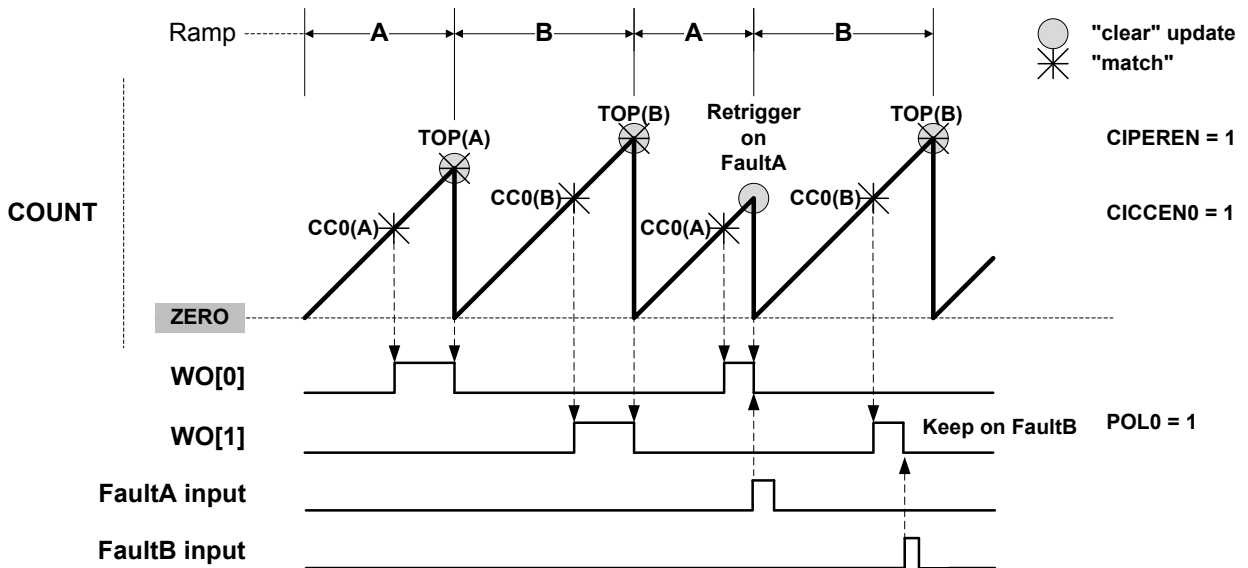 Ramp A B A B
"clear" update
"match"
TOP(A)
TOP(B)
Retrigger
on
FaultA
TOP(B)
CIPEREN = 1
COUNT
CC0(A)
CC0(B)
CC0(A)
CC0(B)
CICCEN0 = 1
ZERO
WO[0]
WO[1]
Keep on FaultB
POL0 = 1
FaultA input
FaultB input